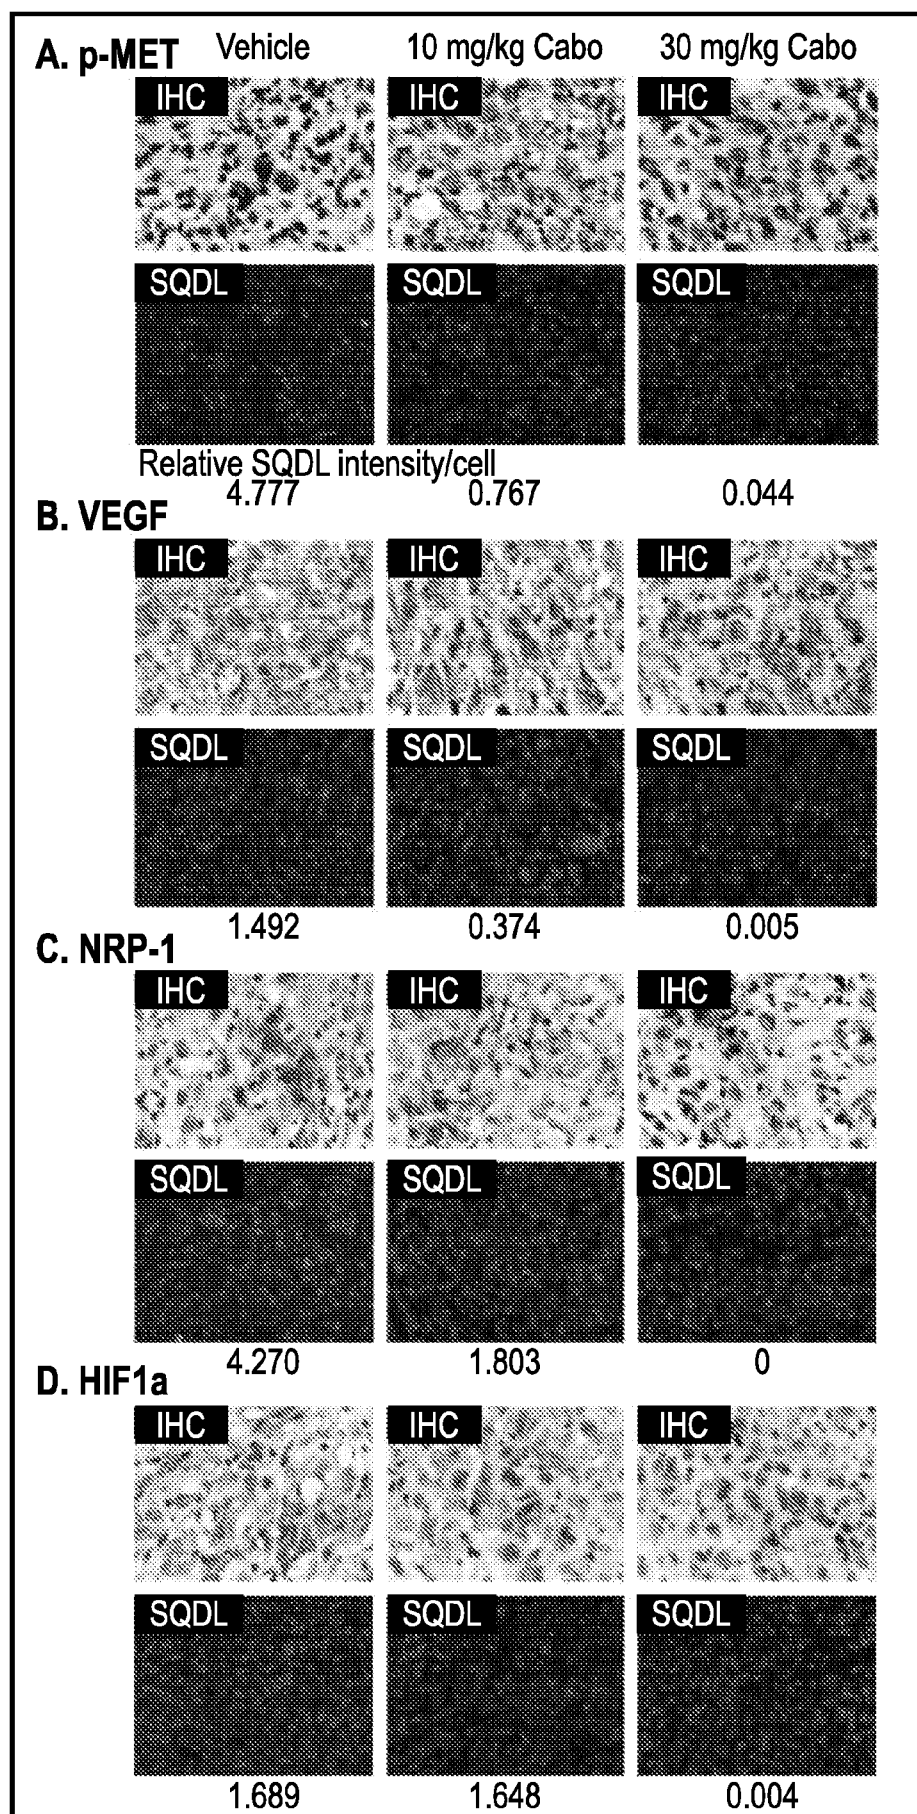 A. p-MET Vehicle 10 mg/kg Cabo 30 mg/kg Cabo
IHC IHC IHC
SQDL SQDL SQDL
Relative SQDL intensity/cell
4.777 0.767 0.044
B. VEGF
IHC IHC IHC
SQDL SQDL SQDL
1.492 0.374 0.005
C. NRP-1
IHC IHC IHC
SQDL SQDL SQDL
4.270 1.803 0
D. HIF1a
IHC IHC IHC
SQDL SQDL SQDL
1.689 1.648 0.004